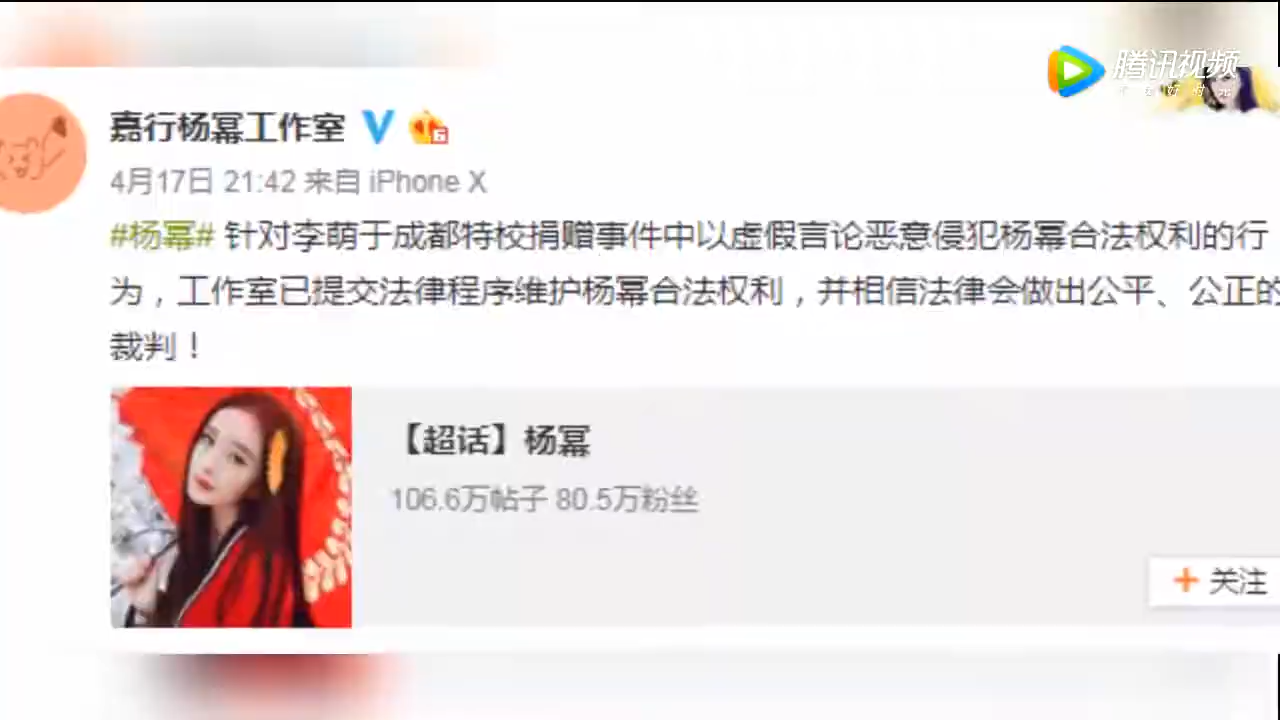 腾讯视频
不负好时光
嘉行杨幂工作室
4月17日 21:42 来自 iPhone X
#杨幂# 针对李萌于成都特校捐赠事件中以虚假言论恶意侵犯杨幂合法权利的行
为，工作室已提交法律程序维护杨幂合法权利，并相信法律会做出公平、公正的
裁判！
【超话】杨幂
106.6万帖子 80.5万粉丝
+ 关注